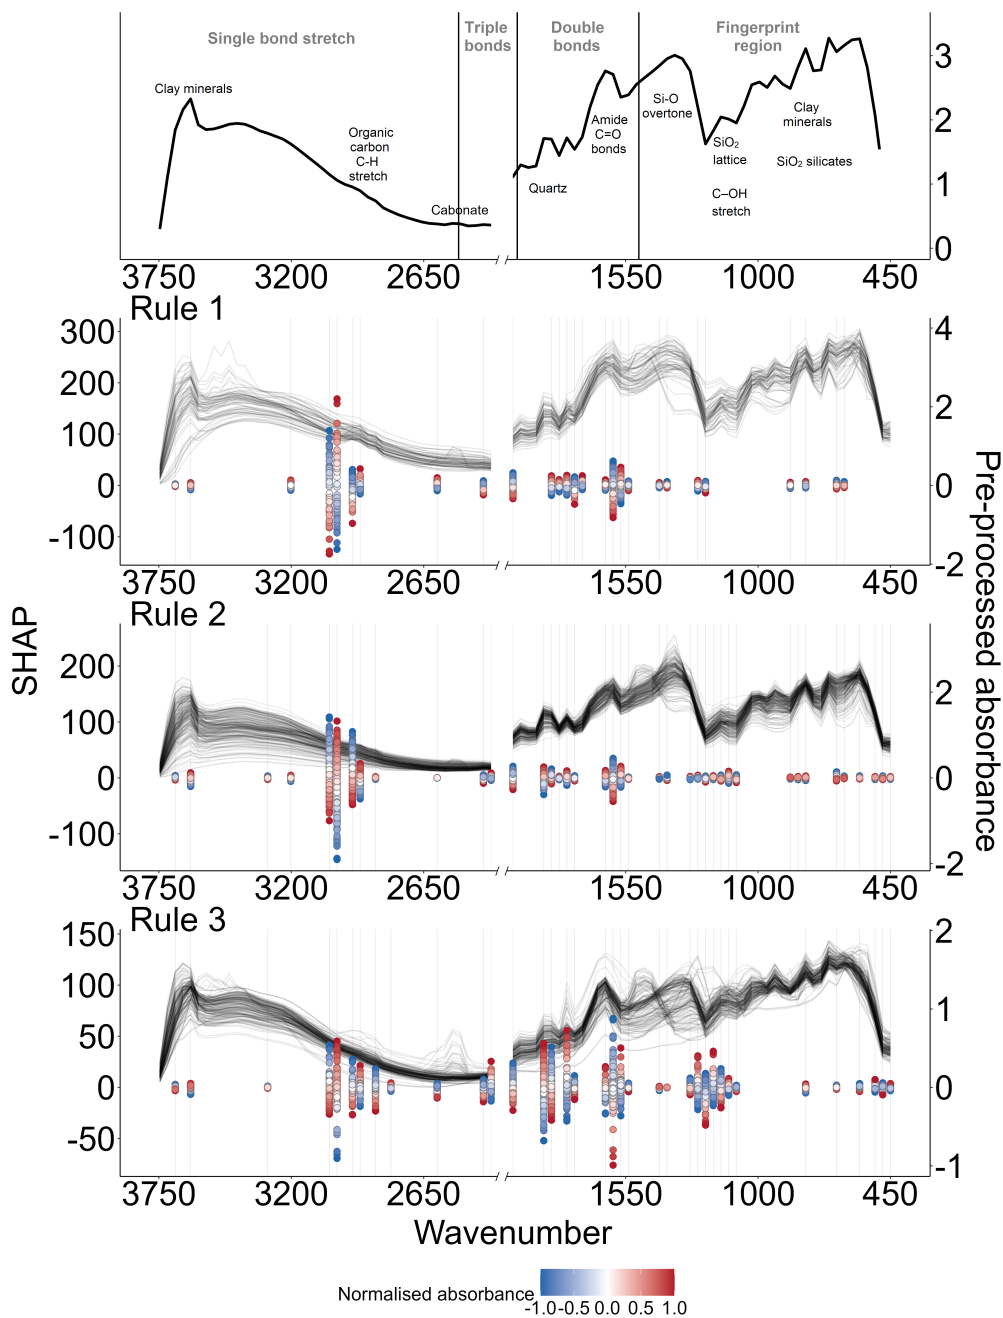 Single bond stretch
Triple
bonds
Double
bonds
Fingerprint
region
Clay minerals
Organic
carbon
C-H
stretch
Cabonate
Quartz
Amide
C=O
bonds
Si-O
overtone
SiO₂
lattice
C–OH
stretch
Clay
minerals
SiO₂ silicates
3
2
1
0
3750 3200 2650 1550 1000 450
Rule 1
300
200
100
0
-100
4
2
0
-2
3750 3200 2650 1550 1000 450
Rule 2
200
100
0
-100
2
0
-2
3750 3200 2650 1550 1000 450
Rule 3
150
100
50
0
-50
2
1
0
-1
3750 3200 2650 1550 1000 450
SHAP
Pre-processed absorbance
Wavenumber
Normalised absorbance
-1.0 -0.5 0.0 0.5 1.0